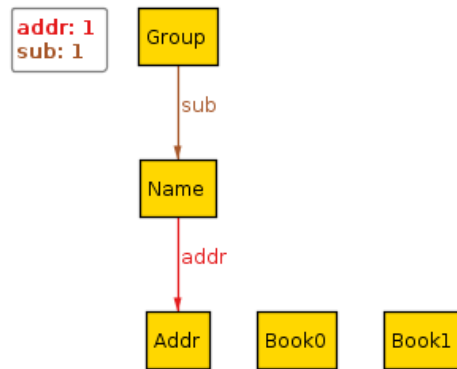 addr: 1
sub: 1
Group
sub
Name
addr
Addr
Book0
Book1